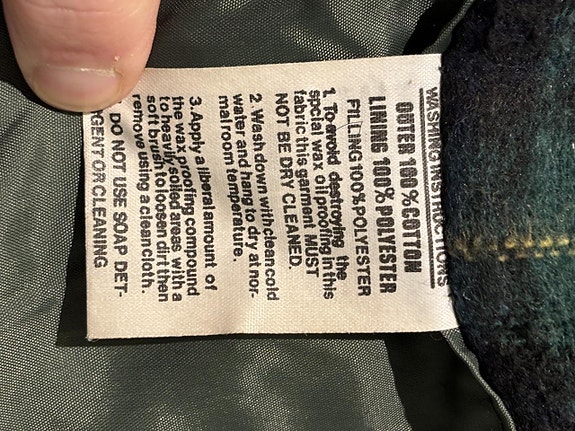 WASHING INSTRUCTIONS
OUTER 100%COTTON
LINING 100%POLYESTER
FILLING 100%POLYESTER
1. To avoid destroying the
spcial wax oil proofing in this
fabric this garment MUST
NOT BE DRY CLEANED.
2. Wash down with clean cold
water and hang to dry at nor-
mal room temperature.
3. Apply a liberal amount of
the wax proofing compound
to heavily soiled areas with a
soft brush to loosen dirt then
remove using a clean cloth.
DO NOT USE SOAP DET-
GENT OR CLEANING